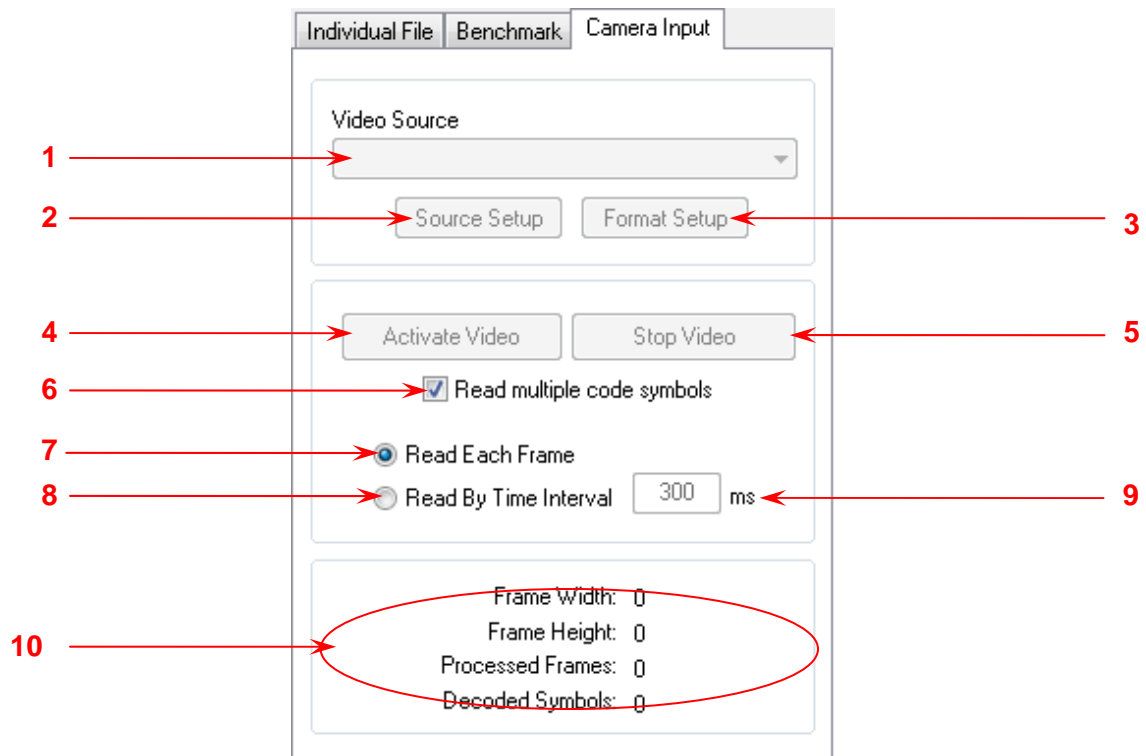 Individual File Benchmark Camera Input
Video Source
1
2 Source Setup Format Setup 3
4 Activate Video Stop Video 5
6 Read multiple code symbols
7 Read Each Frame
8 Read By Time Interval 300 ms 9
Frame Width: 0
Frame Height: 0
10
Processed Frames: 0
Decoded Symbols: 0